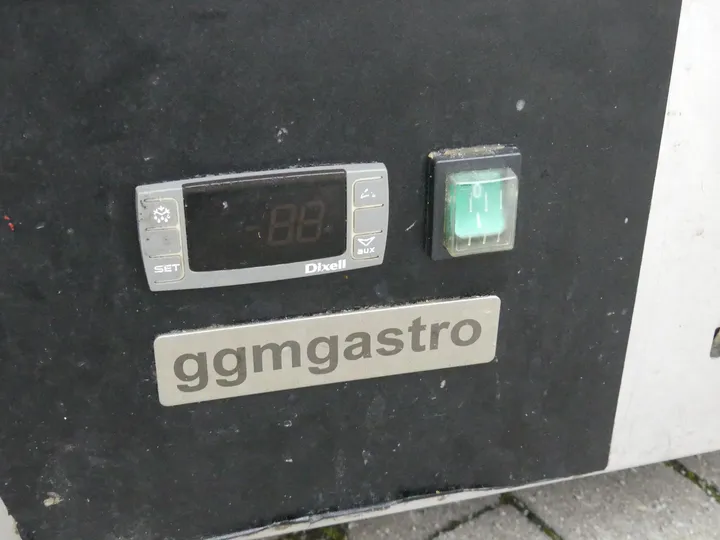 SET
Dixell
aux
ggmgastro